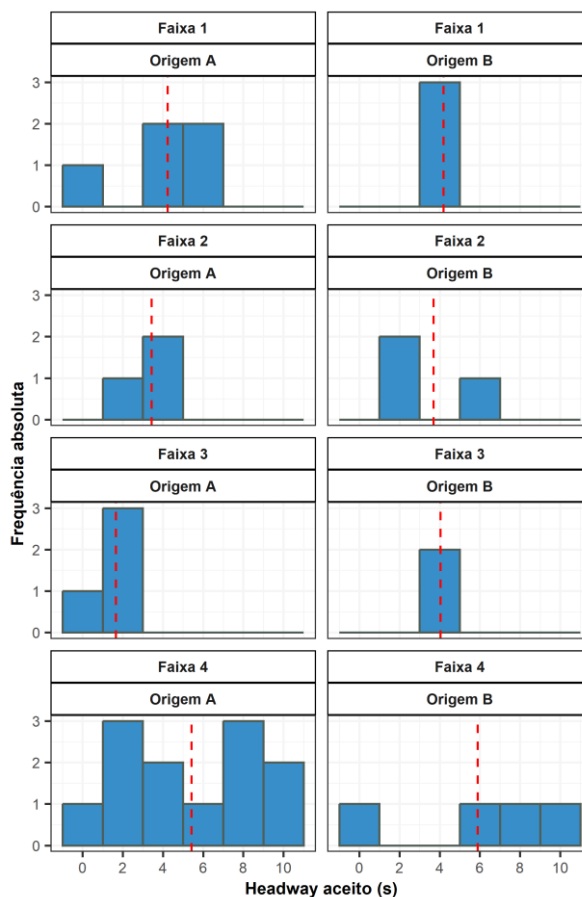 Faixa 1 Faixa 1
Origem A Origem B
3
2
1
0
Faixa 2 Faixa 2
Origem A Origem B
3
2
1
0
Faixa 3 Faixa 3
Origem A Origem B
3
2
1
0
Faixa 4 Faixa 4
Origem A Origem B
3
2
1
0
0 2 4 6 8 10 0 2 4 6 8 10
Headway aceito (s)
Frequência absoluta